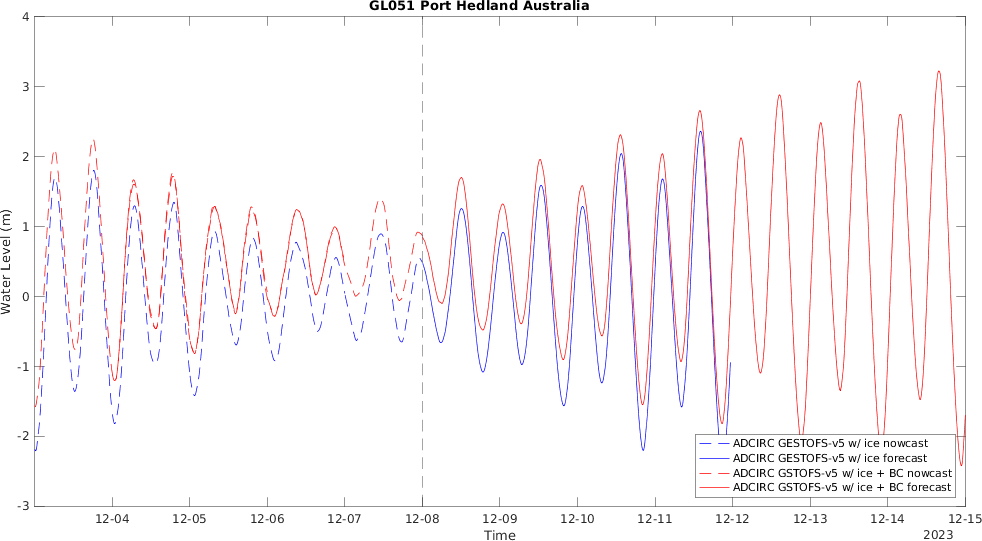 GL051 Port Hedland Australia
4
3
2
1
0
-1
-2
-3
Water Level (m)
ADCIRC GESTOFS-v5 w/ ice nowcast
ADCIRC GESTOFS-v5 w/ ice forecast
ADCIRC GSTOFS-v5 w/ ice + BC nowcast
ADCIRC GSTOFS-v5 w/ ice + BC forecast
12-04 12-05 12-06 12-07 12-08 12-09 12-10 12-11 12-12 12-13 12-14 12-15
Time
2023